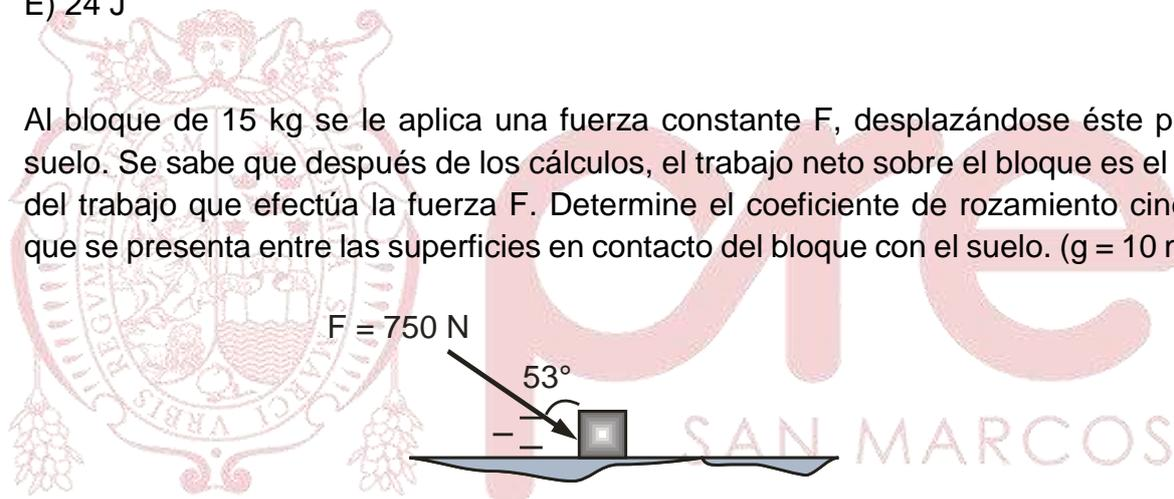 E) 24 J
Al bloque de 15 kg se le aplica una fuerza constante F, desplazándose éste p
suelo. Se sabe que después de los cálculos, el trabajo neto sobre el bloque es el
del trabajo que efectúa la fuerza F. Determine el coeficiente de rozamiento
que se presenta entre las superficies en contacto del bloque con el suelo. (g = 10
F = 750 N
53°
pre
SAN MARCOS